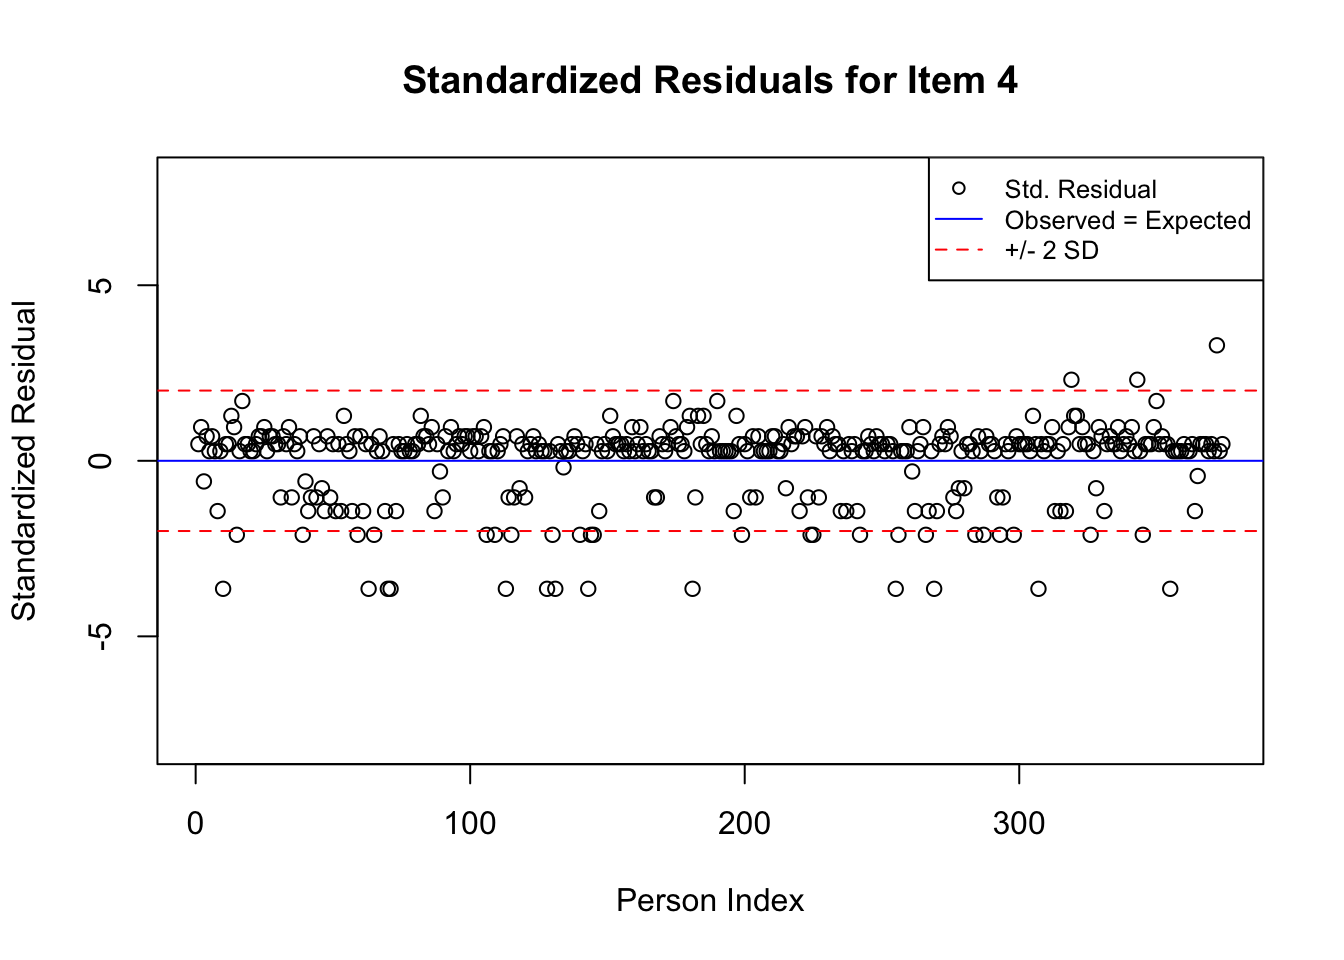 Standardized Residuals for Item 4
Std. Residual
Observed = Expected
+/- 2 SD
Standardized Residual
5
0
-5
0 100 200 300
Person Index